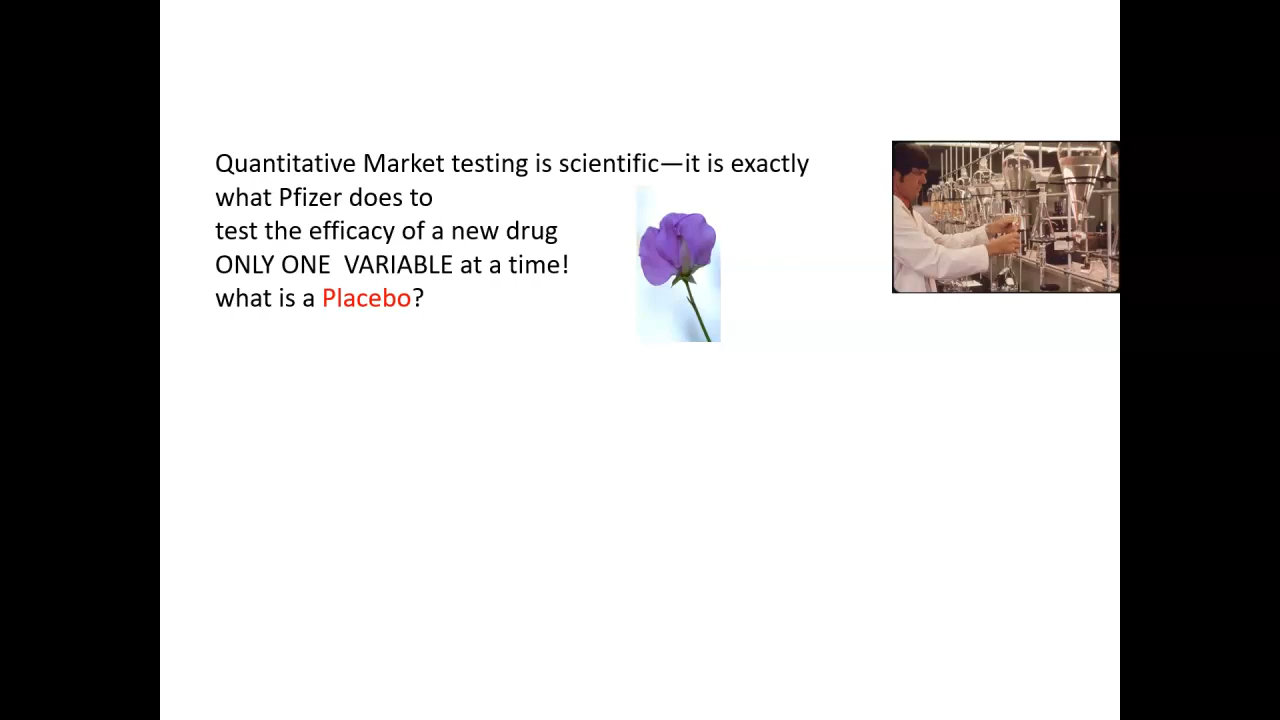 Quantitative Market testing is scientific—it is exactly
what Pfizer does to
test the efficacy of a new drug
ONLY ONE  VARIABLE at a time!
what is a Placebo?